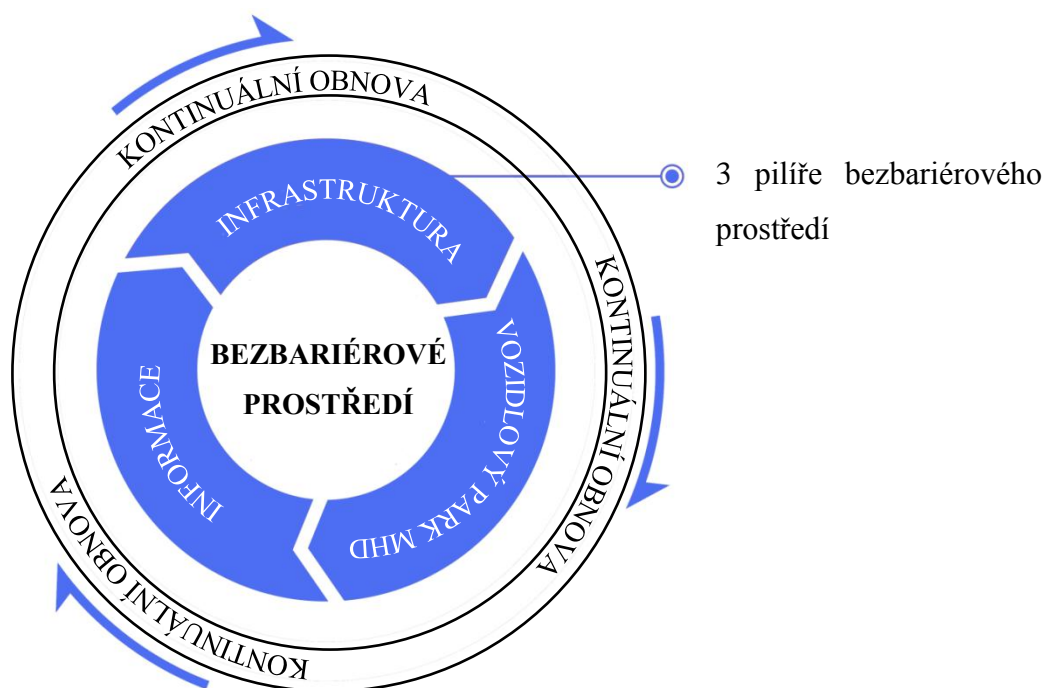 KONTINUÁLNÍ OBNOVA
INFRASTRUKTURA
3 pilíře bezbariérového
prostředí
KONTINUÁLNÍ OBNOVA
VOZIDLOVÝ PARK MHD
BEZBARIÉROVÉ
PROSTŘEDÍ
INFORMACE
KONTINUÁLNÍ OBNOVA